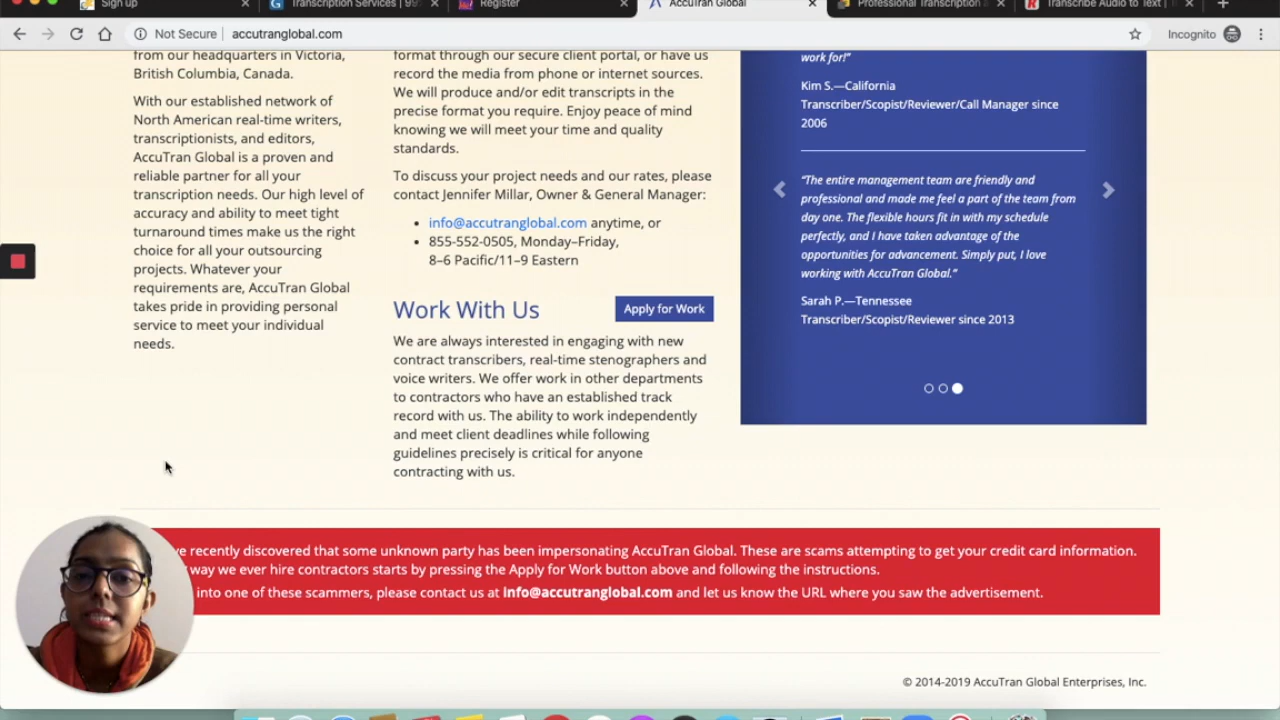 Sign up
Transcription Services | 99
Register
AccuTran Global
Professional Transcription
Transcribe Audio to Text |
Not Secure | accutranglobal.com
Incognito
from our headquarters in Victoria,
British Columbia, Canada.
With our established network of
North American real-time writers,
transcriptionists, and editors,
AccuTran Global is a proven and
reliable partner for all your
transcription needs. Our high level of
accuracy and ability to meet tight
turnaround times make us the right
choice for all your outsourcing
projects. Whatever your
requirements are, AccuTran Global
takes pride in providing personal
service to meet your individual
needs.
format through our secure client portal, or have us
record the media from phone or internet sources.
We will produce and/or edit transcripts in the
precise format you require. Enjoy peace of mind
knowing we will meet your time and quality
standards.
To discuss your project needs and our rates, please
contact Jennifer Millar, Owner & General Manager:
• info@accutranglobal.com anytime, or
• 855-552-0505, Monday–Friday,
8–6 Pacific/11–9 Eastern
Work With Us
Apply for Work
We are always interested in engaging with new
contract transcribers, real-time stenographers and
voice writers. We offer work in other departments
to contractors who have an established track
record with us. The ability to work independently
and meet client deadlines while following
guidelines precisely is critical for anyone
contracting with us.
work for!”
Kim S.—California
Transcriber/Scopist/Reviewer/Call Manager since
2006
“The entire management team are friendly and
professional and made me feel a part of the team from
day one. The flexible hours fit in with my schedule
perfectly, and I have taken advantage of the
opportunities for advancement. Simply put, I love
working with AccuTran Global.”
Sarah P.—Tennessee
Transcriber/Scopist/Reviewer since 2013
recently discovered that some unknown party has been impersonating AccuTran Global. These are scams attempting to get your credit card information.
way we ever hire contractors starts by pressing the Apply for Work button above and following the instructions.
into one of these scammers, please contact us at info@accutranglobal.com and let us know the URL where you saw the advertisement.
© 2014-2019 AccuTran Global Enterprises, Inc.